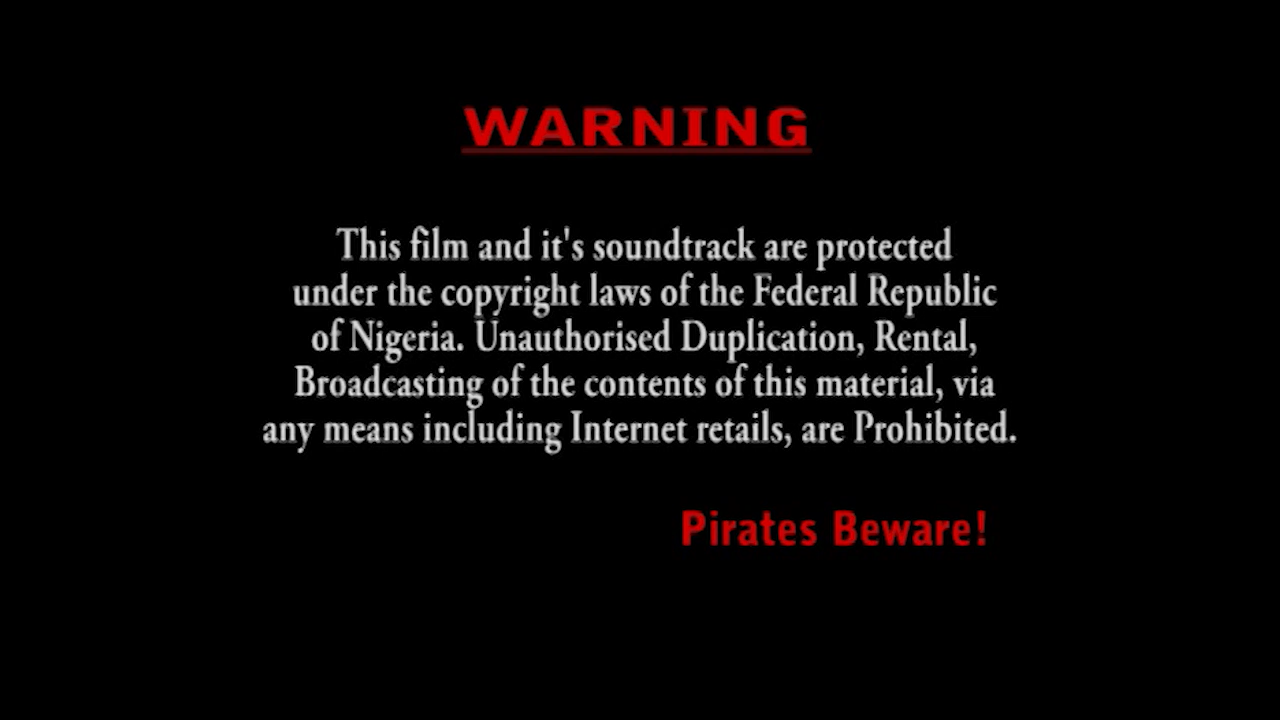 WARNING
This film and it's soundtrack are protected
under the copyright laws of the Federal Republic
of Nigeria. Unauthorised Duplication, Rental,
Broadcasting of the contents of this material, via
any means including Internet retails, are Prohibited.
Pirates Beware!